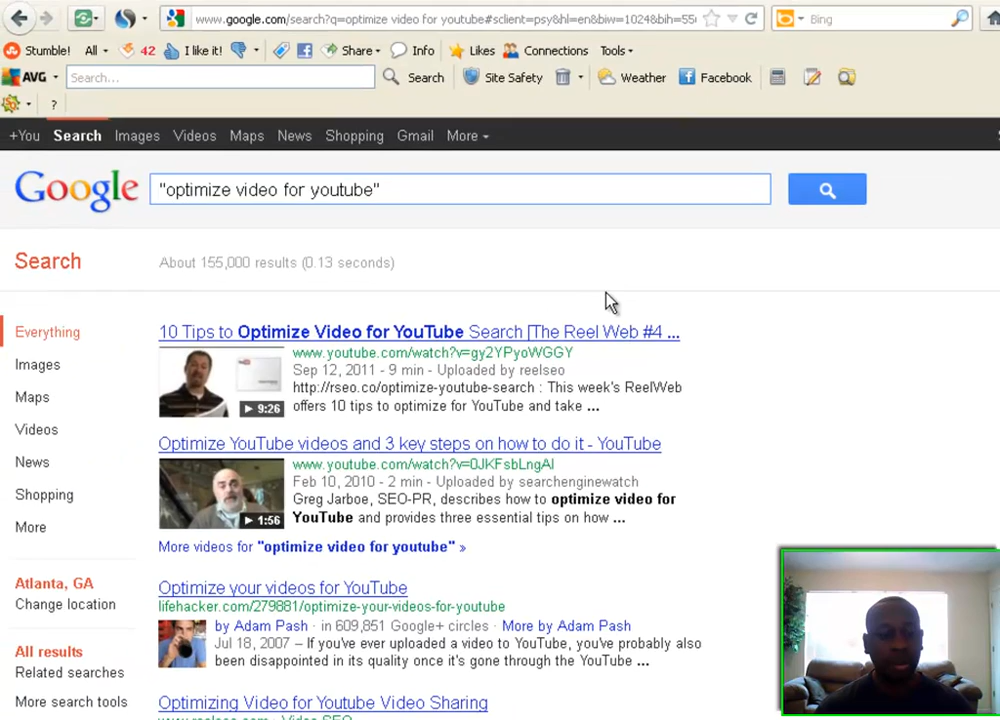 www.google.com/search?q=optimize video for youtube#sclient=psy&hl=en&biw=1024&bih=55
Bing
Stumble! All 42 I like it! Share Info Likes Connections Tools
AVG Search... Search Site Safety Weather Facebook
?
+You Search Images Videos Maps News Shopping Gmail More
Google "optimize video for youtube"
Search About 155,000 results (0.13 seconds)
Everything
Images
Maps
Videos
News
Shopping
More
Atlanta, GA
Change location
All results
Related searches
More search tools
10 Tips to Optimize Video for YouTube Search [The Reel Web #4 ...
www.youtube.com/watch?v=gy2YPyoWGGY
Sep 12, 2011 - 9 min - Uploaded by reelseo
http://rseo.co/optimize-youtube-search : This week's ReelWeb
offers 10 tips to optimize for YouTube and take ...
9:26
Optimize YouTube videos and 3 key steps on how to do it - YouTube
www.youtube.com/watch?v=0JKFsbLngAI
Feb 10, 2010 - 2 min - Uploaded by searchenginewatch
Greg Jarboe, SEO-PR, describes how to optimize video for
YouTube and provides three essential tips on how ...
1:56
More videos for "optimize video for youtube" »
Optimize your videos for YouTube
lifehacker.com/279881/optimize-your-videos-for-youtube
by Adam Pash - in 609,851 Google+ circles - More by Adam Pash
Jul 18, 2007 – If you've ever uploaded a video to YouTube, you've probably also
been disappointed in its quality once it's gone through the YouTube ...
Optimizing Video for Youtube Video Sharing